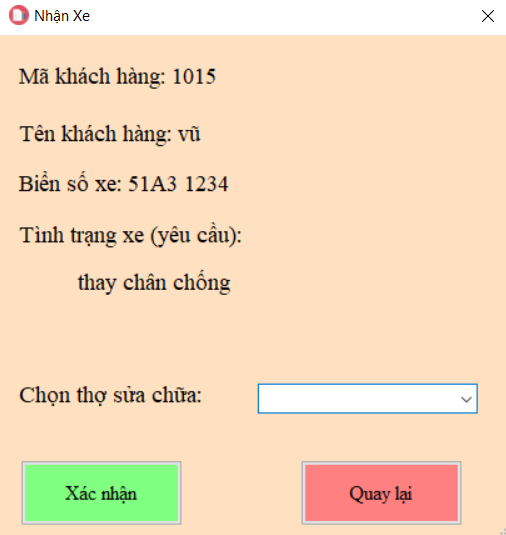 Nhận Xe
Mã khách hàng: 1015
Tên khách hàng: vũ
Biển số xe: 51A3 1234
Tình trạng xe (yêu cầu):
thay chân chống
Chọn thợ sửa chữa:
Xác nhận
Quay lại